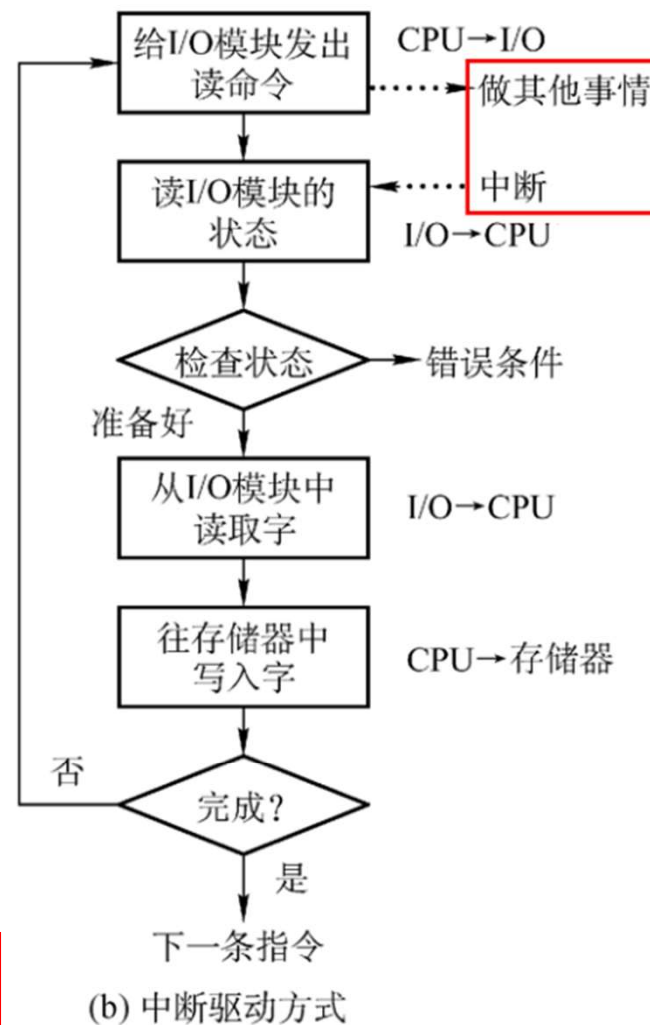 给I/O模块发出
读命令
CPU→I/O
做其他事情
读I/O模块的
状态
中断
I/O→CPU
检查状态
错误条件
准备好
从I/O模块中
读取字
I/O→CPU
往存储器中
写入字
CPU→存储器
否
完成?
是
下一条指令
(b) 中断驱动方式